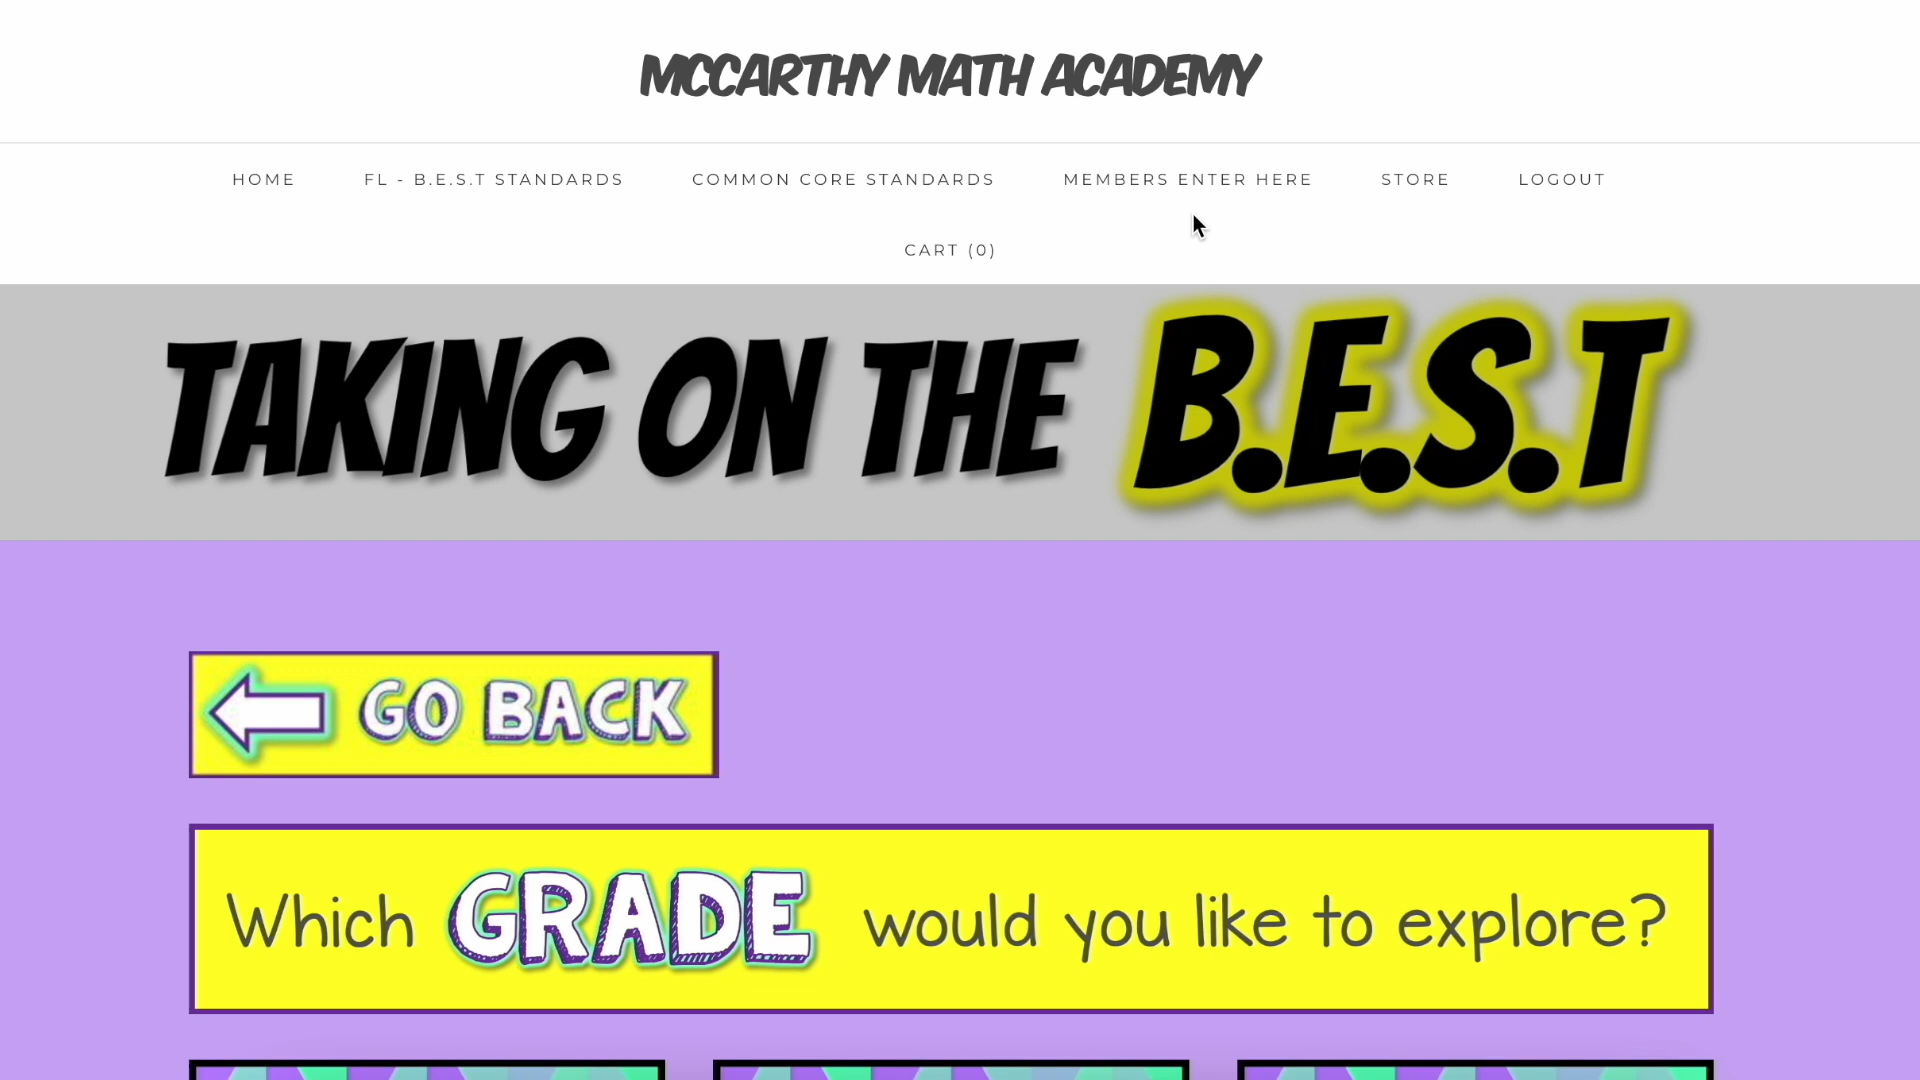 MCCARTHY MATH ACADEMY
HOME FL - B.E.S.T STANDARDS COMMON CORE STANDARDS MEMBERS ENTER HERE STORE LOGOUT
CART (0)
TAKING ON THE B.E.S.T
GO BACK
Which GRADE would you like to explore?